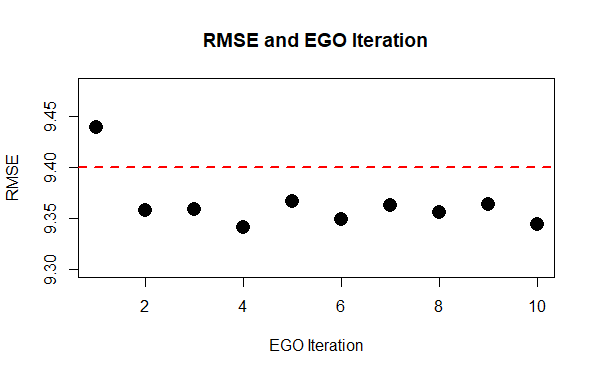 RMSE and EGO Iteration
RMSE
9.45
9.40
9.35
9.30
2 4 6 8 10
EGO Iteration